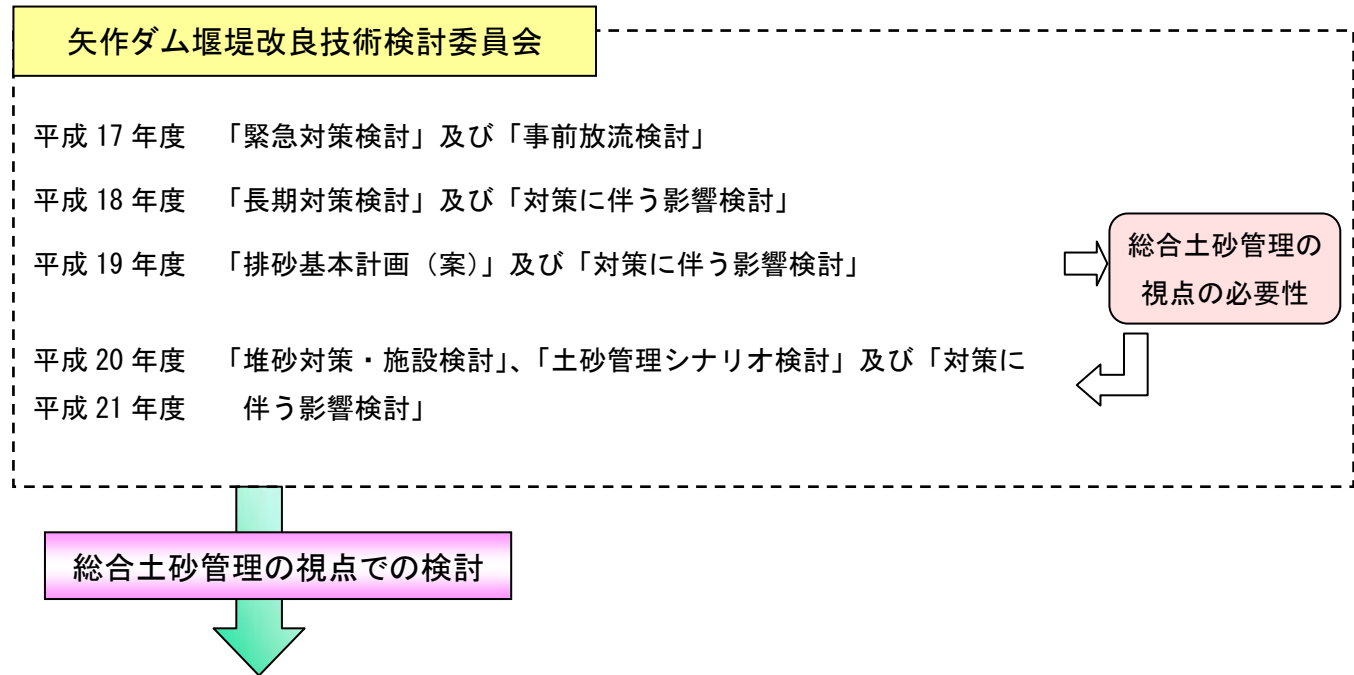 矢作ダム堰堤改良技術検討委員会
平成 17 年度 「緊急対策検討」及び「事前放流検討」
平成 18 年度 「長期対策検討」及び「対策に伴う影響検討」
平成 19 年度 「排砂基本計画（案）」及び「対策に伴う影響検討」
総合土砂管理の
視点の必要性
平成 20 年度 「堆砂対策・施設検討」、「土砂管理シナリオ検討」及び「対策に
平成 21 年度 伴う影響検討」
総合土砂管理の視点での検討